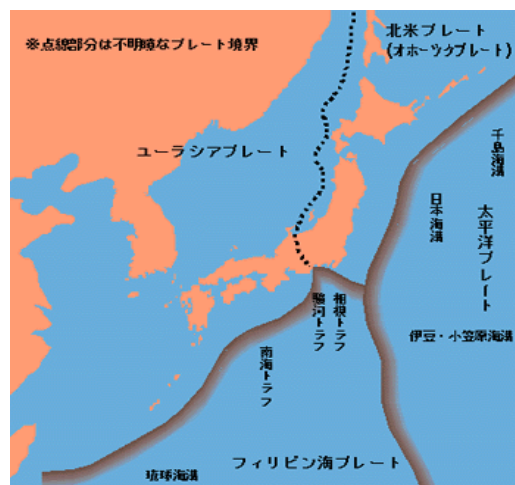 ※点線部分は不明瞭なプレート境界
北米プレート
(オホーツクプレート)
ユーラシアプレート
千島海溝
日本海溝
太平洋プレート
伊豆・小笠原海溝
相模トラフ
駿河トラフ
南海トラフ
フィリピン海プレート
琉球海溝